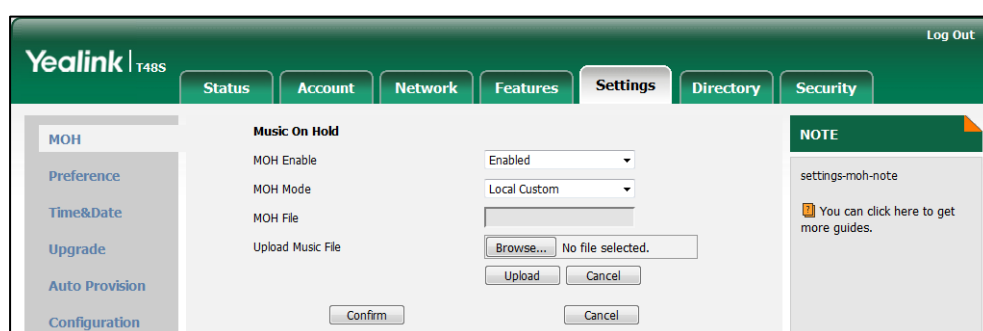 Log Out
Yealink | T48S
Status Account Network Features Settings Directory Security
MOH
Preference
Time&Date
Upgrade
Auto Provision
Configuration
Music On Hold
MOH Enable Enabled
MOH Mode Local Custom
MOH File
Upload Music File Browse... No file selected.
Upload Cancel
Confirm Cancel
NOTE
settings-moh-note
You can click here to get
more guides.